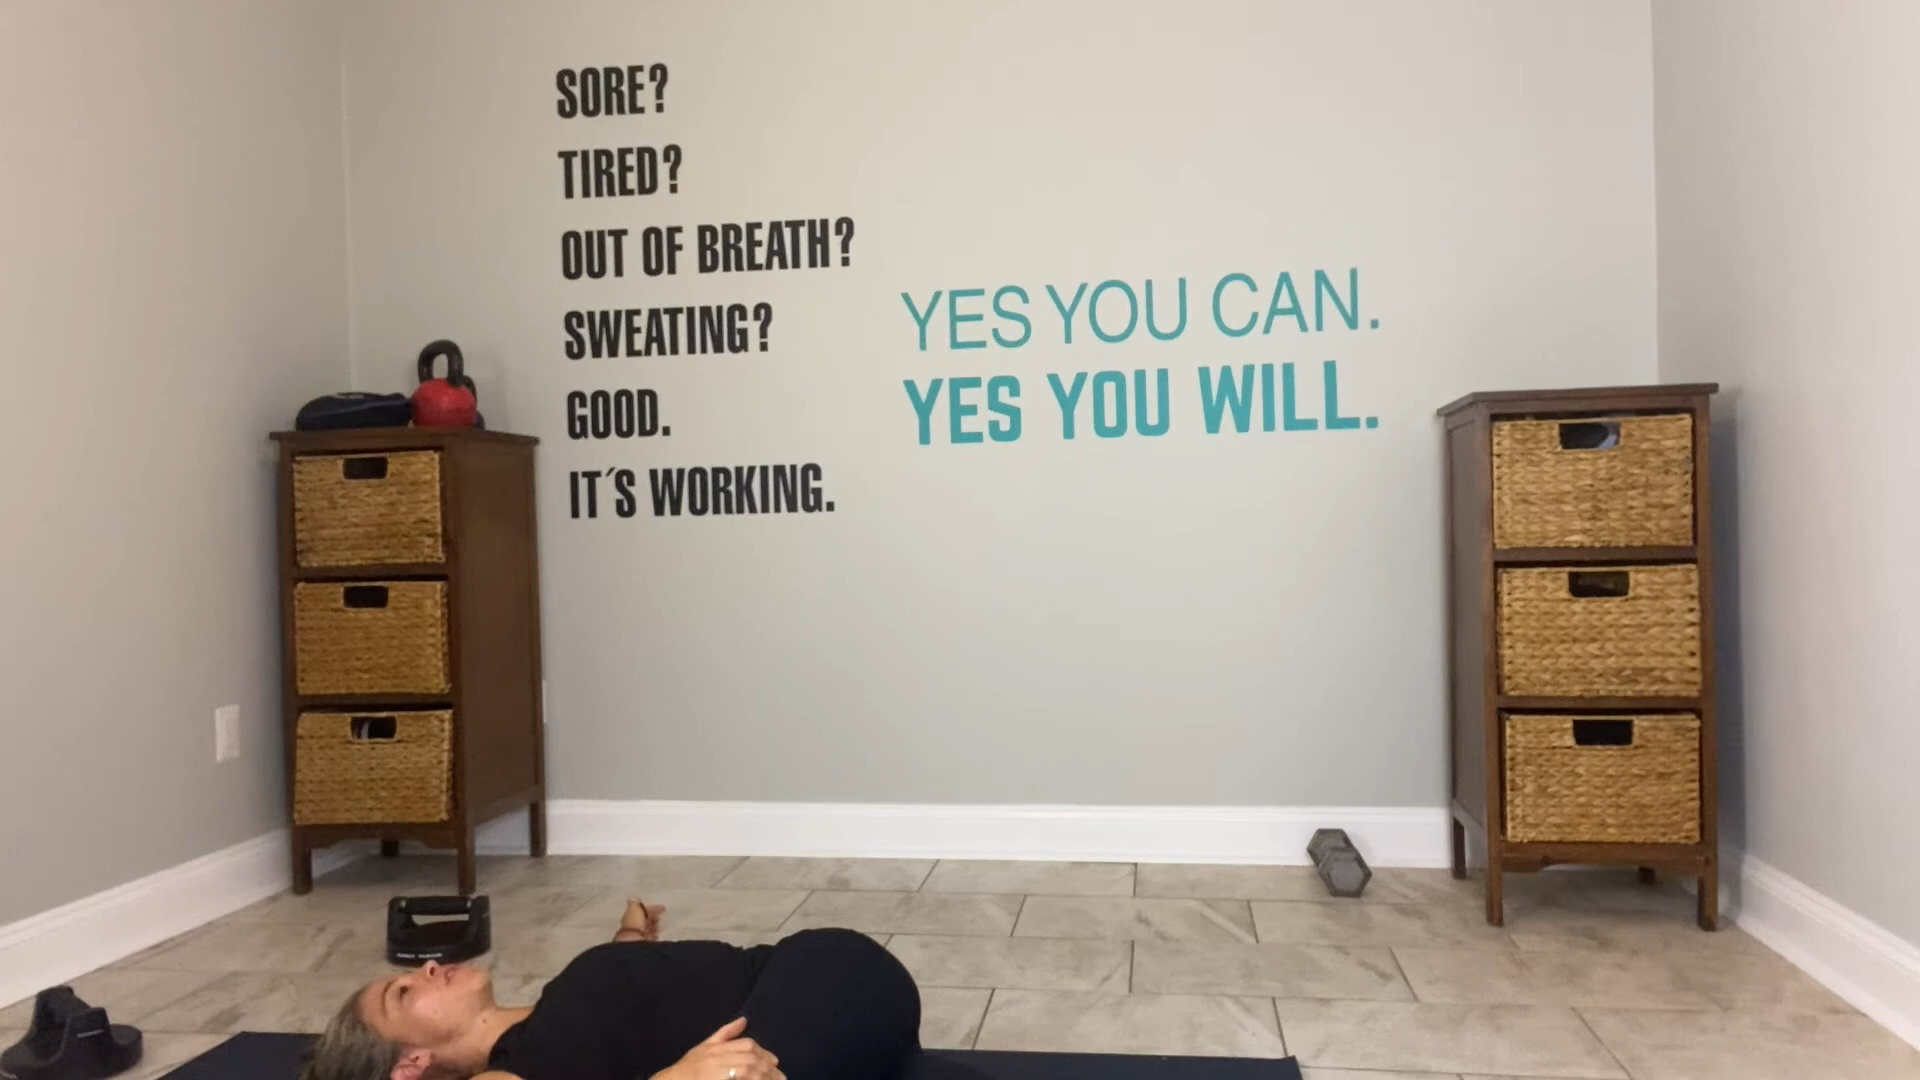 SORE?
TIRED?
OUT OF BREATH?
SWEATING?
GOOD.
IT´S WORKING.
YES YOU CAN.
YES YOU WILL.